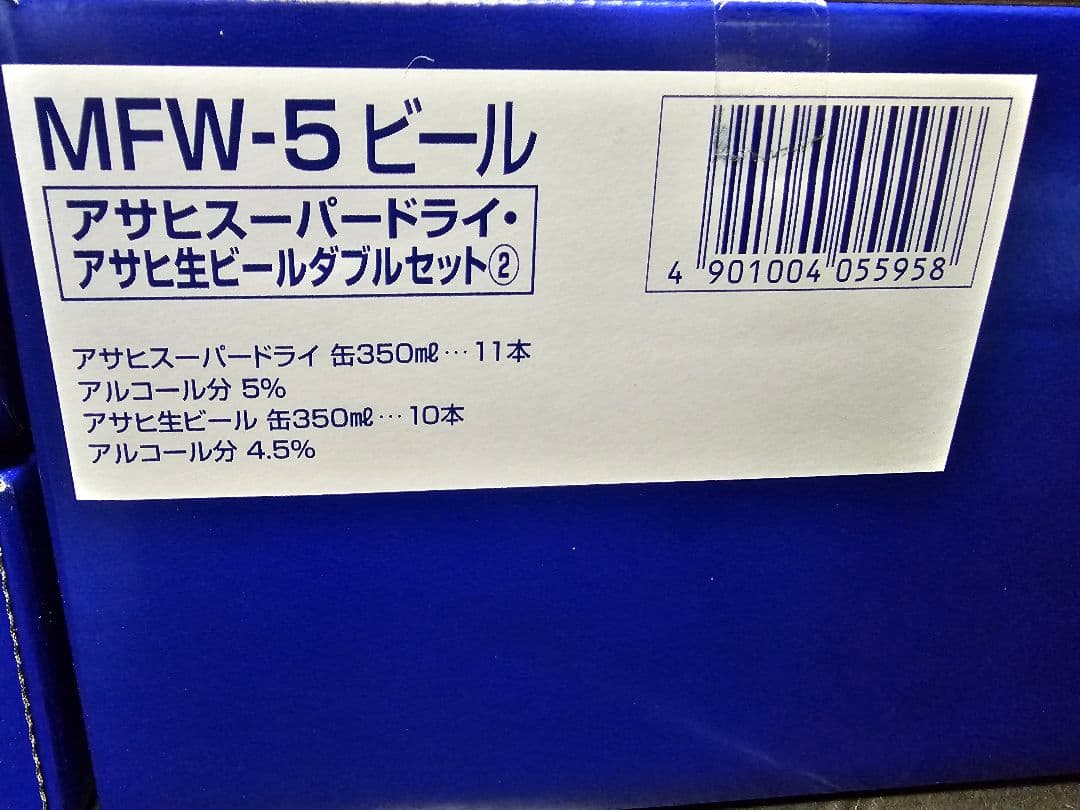 MFW-5 ビール
アサヒスーパードライ・
アサヒ生ビールダブルセット②
アサヒスーパードライ 缶350㎖…11本
アルコール分 5%
アサヒ生ビール 缶350㎖…10本
アルコール分 4.5%
4 901004 055958